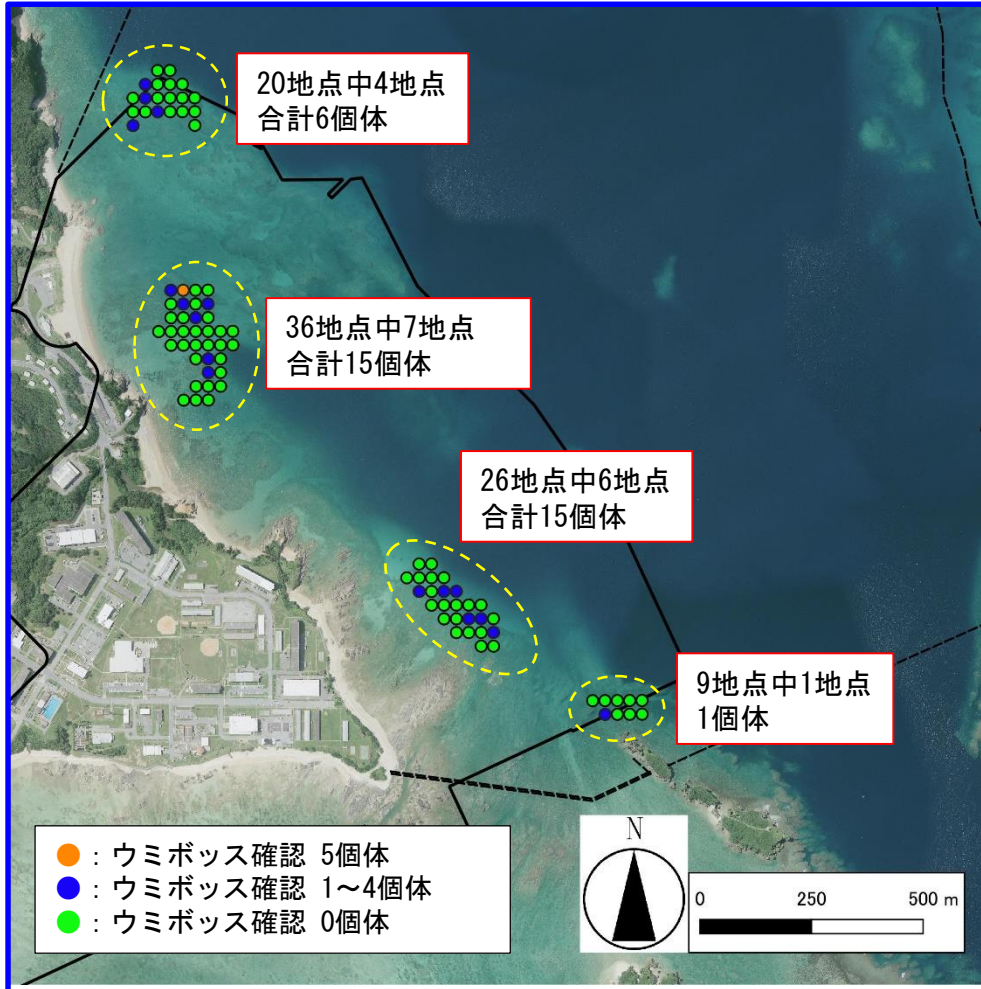 20地点中4地点
合計6個体
36地点中7地点
合計15個体
26地点中6地点
合計15個体
9地点中1地点
1個体
：ウミボッス確認 5個体
：ウミボッス確認 1～4個体
：ウミボッス確認 0個体
N
0 250 500 m